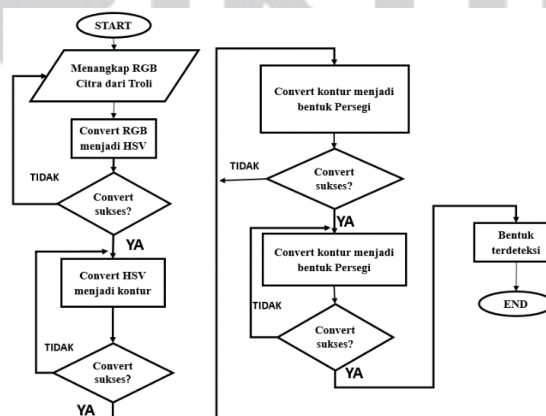 START
Menangkap RGB
Citra dari Troli
Convert RGB
menjadi HSV
TIDAK
Convert
sukses?
YA
Convert HSV
menjadi kontur
TIDAK
Convert
sukses?
YA
Convert kontur menjadi
bentuk Persegi
TIDAK
Convert
sukses?
YA
Convert kontur menjadi
bentuk Persegi
TIDAK
Convert
sukses?
YA
Bentuk
terdeteksi
END